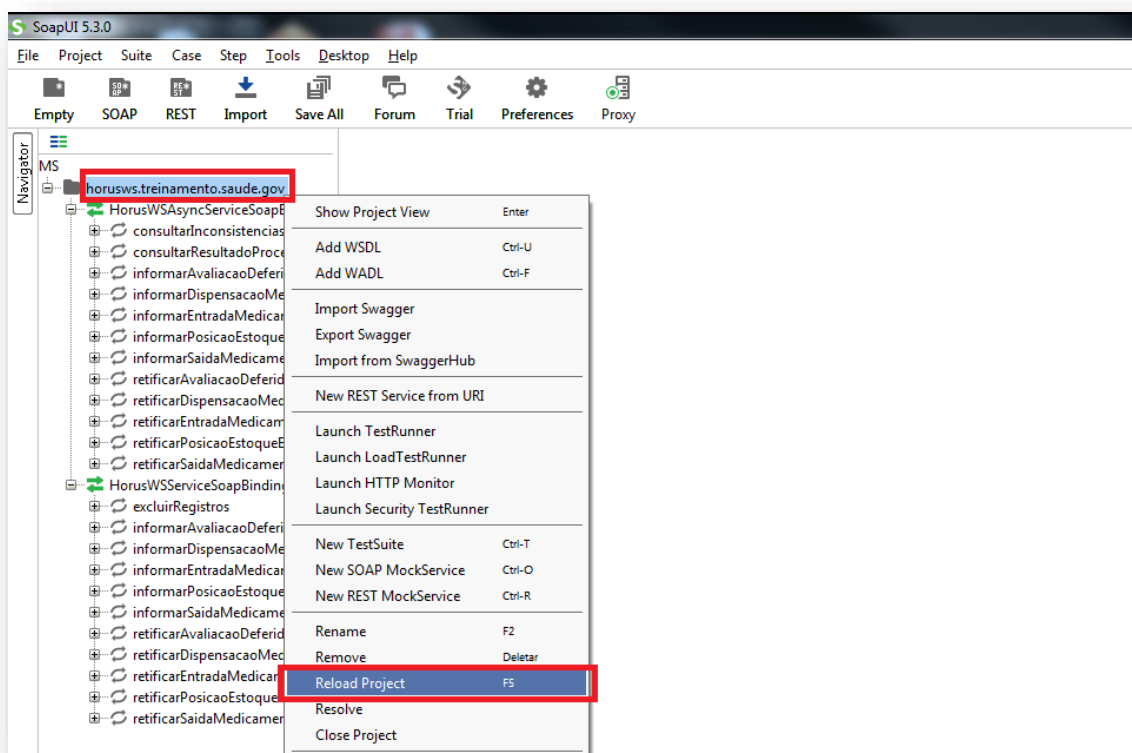 SoapUI 5.3.0
File Project Suite Case Step Tools Desktop Help
Empty SOAP REST Import Save All Forum Trial Preferences Proxy
Navigator
MS
horusws.treinamento.saude.gov
HorusWSAsyncServiceSoapB
consultarInconsistencias
consultarResultadoProce
informarAvaliacaoDeferi
informarDispensacaoMe
informarEntradaMedicar
informarPosicaoEstoque
informarSaidaMedicame
retificarAvaliacaoDeferid
retificarDispensacaoMed
retificarEntradaMedicam
retificarPosicaoEstoqueE
retificarSaidaMedicamer
HorusWSServiceSoapBinding
excluirRegistros
informarAvaliacaoDeferi
informarDispensacaoMe
informarEntradaMedicar
informarPosicaoEstoque
informarSaidaMedicame
retificarAvaliacaoDeferid
retificarDispensacaoMed
retificarEntradaMedicar
retificarPosicaoEstoque
retificarSaidaMedicamer
Show Project View Enter
Add WSDL Ctrl-U
Add WADL Ctrl-F
Import Swagger
Export Swagger
Import from SwaggerHub
New REST Service from URI
Launch TestRunner
Launch LoadTestRunner
Launch HTTP Monitor
Launch Security TestRunner
New TestSuite Ctrl-T
New SOAP MockService Ctrl-O
New REST MockService Ctrl-R
Rename F2
Remove Deletar
Reload Project F5
Resolve
Close Project